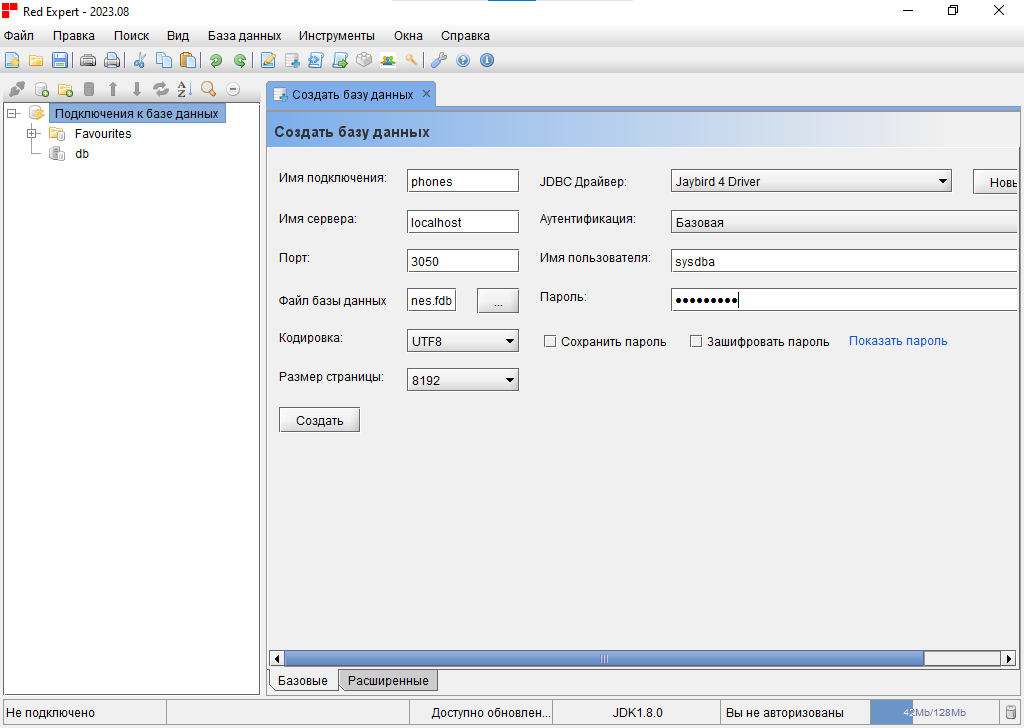 Red Expert - 2023.08
Файл Правка Поиск Вид База данных Инструменты Окна Справка
Создать базу данных
Подключения к базе данных
Favourites
db
Создать базу данных
Имя подключения: phones JDBC Драйвер: Jaybird 4 Driver Новы
Имя сервера: localhost Аутентификация: Базовая
Порт: 3050 Имя пользователя: sysdba
Файл базы данных nes.fdb ... Пароль: •••••••••
Кодировка: UTF8 Сохранить пароль Зашифровать пароль Показать пароль
Размер страницы: 8192
Создать
Базовые Расширенные
Не подключено Доступно обновлен... JDK1.8.0 Вы не авторизованы 42Mb/128Mb